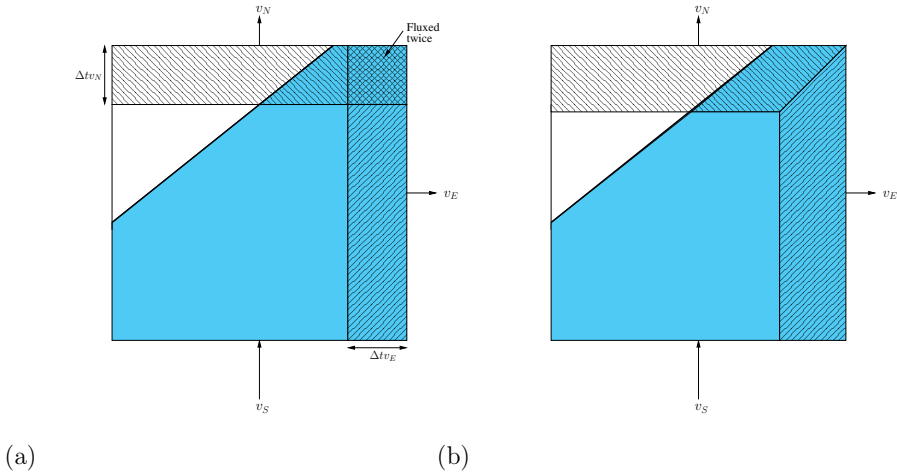 v_N
v_N
Fluxed
twice
Δtv_N
v_E
v_E
Δtv_E
v_S
v_S
(a)
(b)